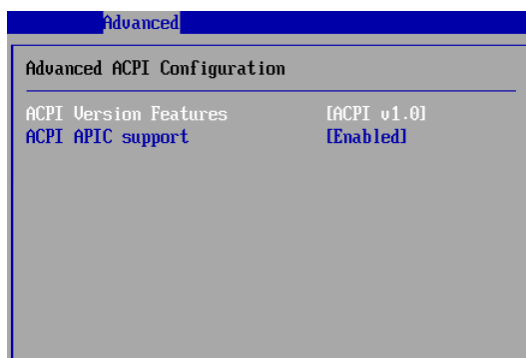 Advanced
Advanced ACPI Configuration
ACPI Version Features [ACPI v1.0]
ACPI APIC support [Enabled]